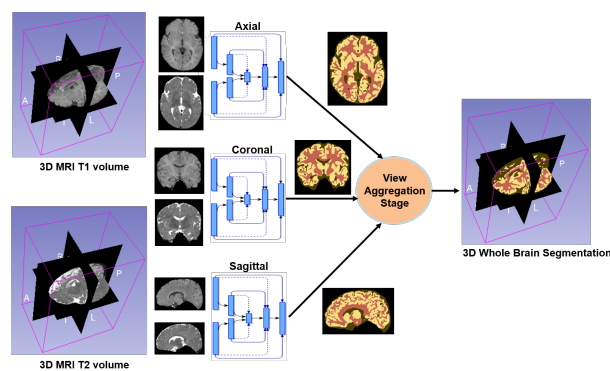 Axial
R
P
A
L
3D MRI T1 volume
Coronal
View
Aggregation
Stage
A
3D Whole Brain Segmentation
R
P
A
L
Sagittal
3D MRI T2 volume